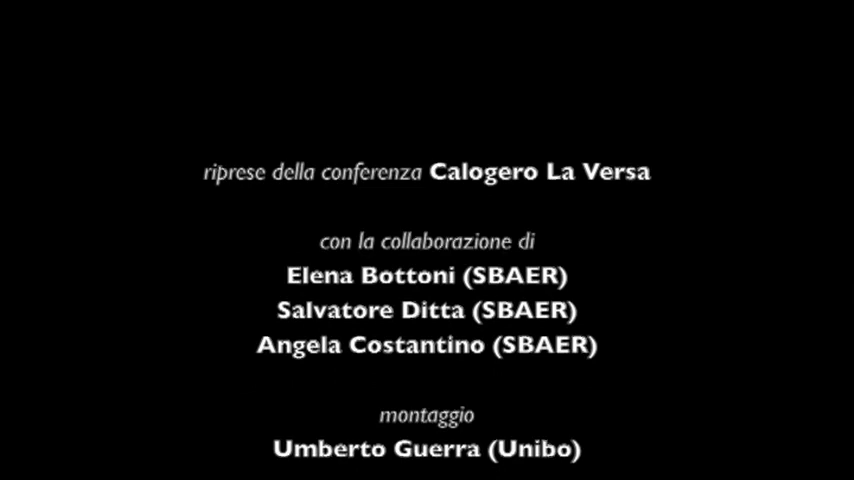 riprese della conferenza Calogero La Versa
con la collaborazione di
Elena Bottoni (SBAER)
Salvatore Ditta (SBAER)
Angela Costantino (SBAER)
montaggio
Umberto Guerra (Unibo)